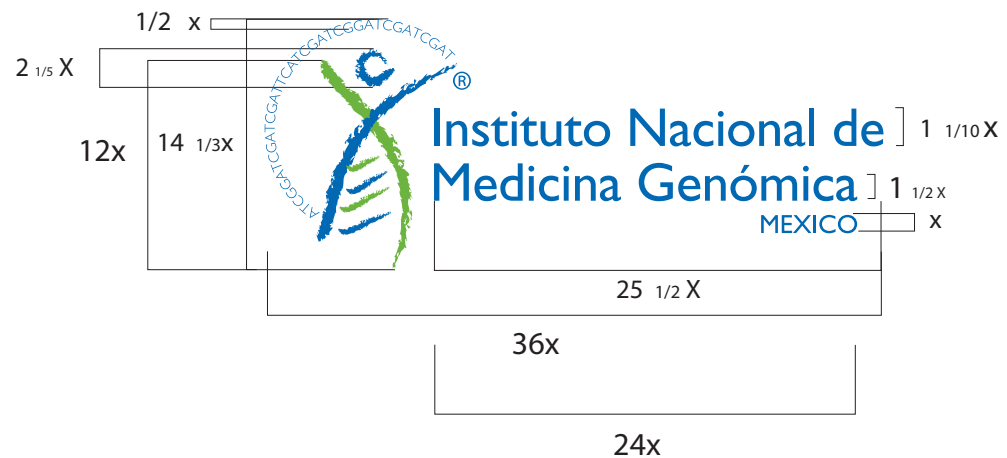 1/2 x
2 1/5 X
12x
14 1/3x
ATCGGATCGATCGATTCATCGATCGGATCGATCGAT
®
Instituto Nacional de
1 1/10 x
Medicina Genómica
1 1/2 X
MEXICO
x
25 1/2 X
36x
24x